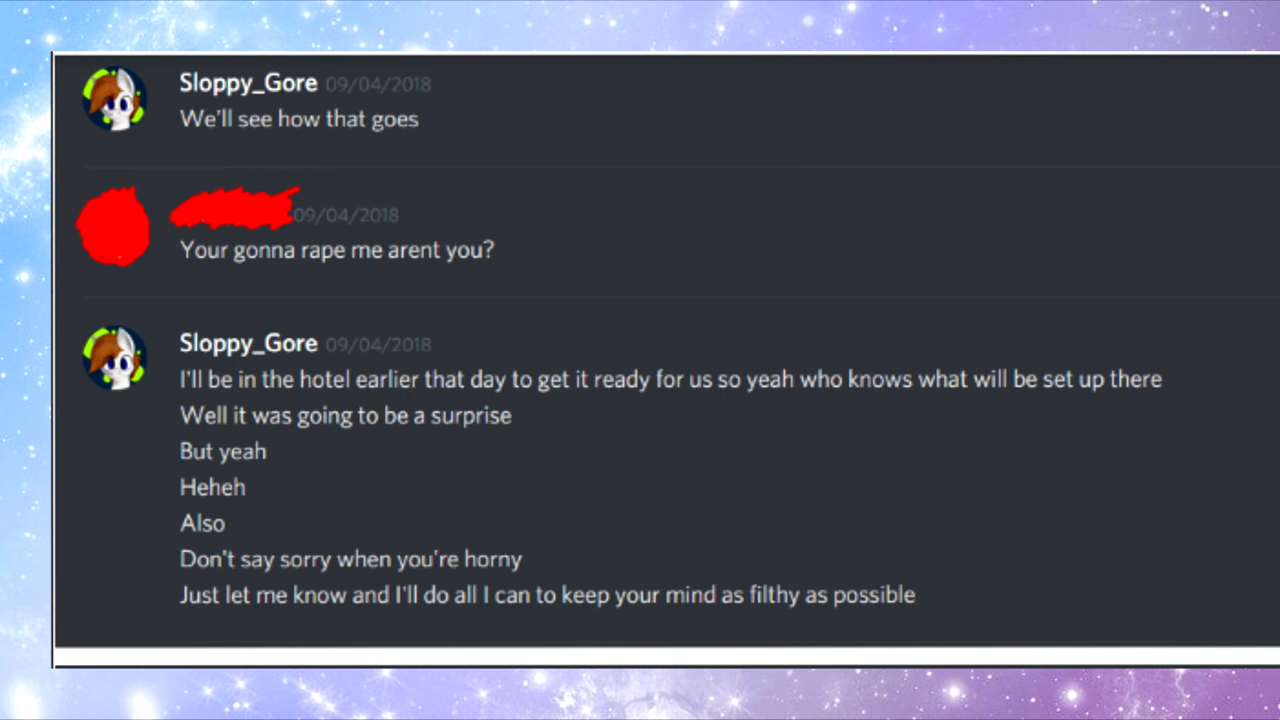 Sloppy_Gore 09/04/2018
We'll see how that goes
09/04/2018
Your gonna rape me arent you?
Sloppy_Gore 09/04/2018
I'll be in the hotel earlier that day to get it ready for us so yeah who knows what will be set up there
Well it was going to be a surprise
But yeah
Heheh
Also
Don't say sorry when you're horny
Just let me know and I'll do all I can to keep your mind as filthy as possible